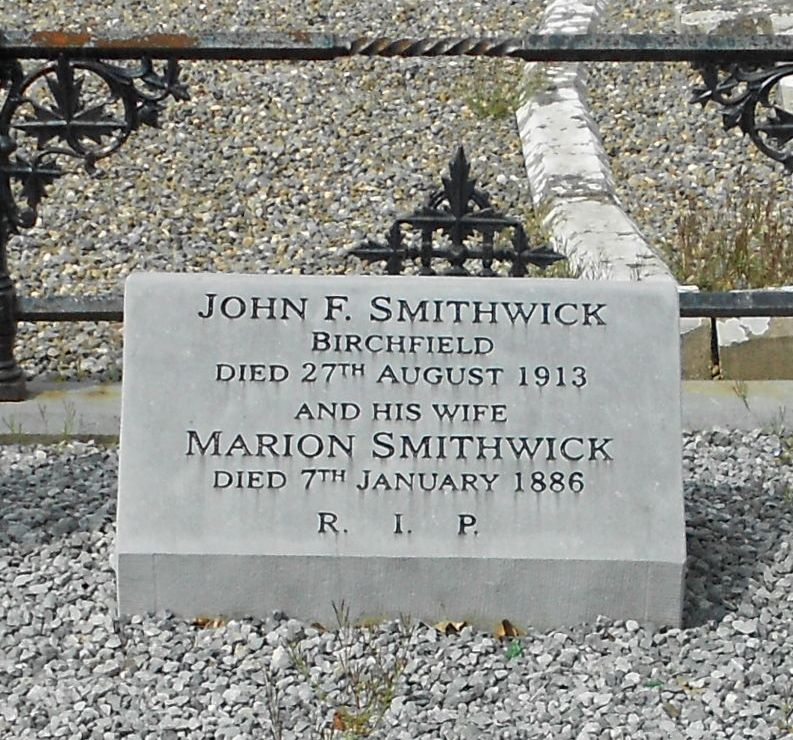 JOHN F. SMITHWICK
BIRCHFIELD
DIED 27TH AUGUST 1913
AND HIS WIFE
MARION SMITHWICK
DIED 7TH JANUARY 1886
R. I. P.